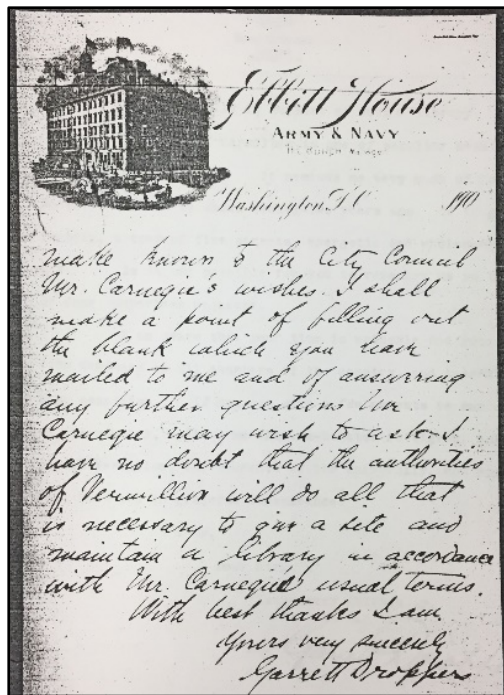 Ebbitt House
ARMY & NAVY
Washington, D.C. 190
make known to the City Council
Mr. Carnegie's wishes. I shall
make a point of filling out
the blank which you have
mailed to me and of answering
any further questions Mr.
Carnegie may wish to ask. I
have no doubt that the authorities
of Vermillion will do all that
is necessary to give a site and
maintain a library in accordance
with Mr. Carnegie's usual terms.
With best thanks I am
Yours very sincerely
Garrett Droppers